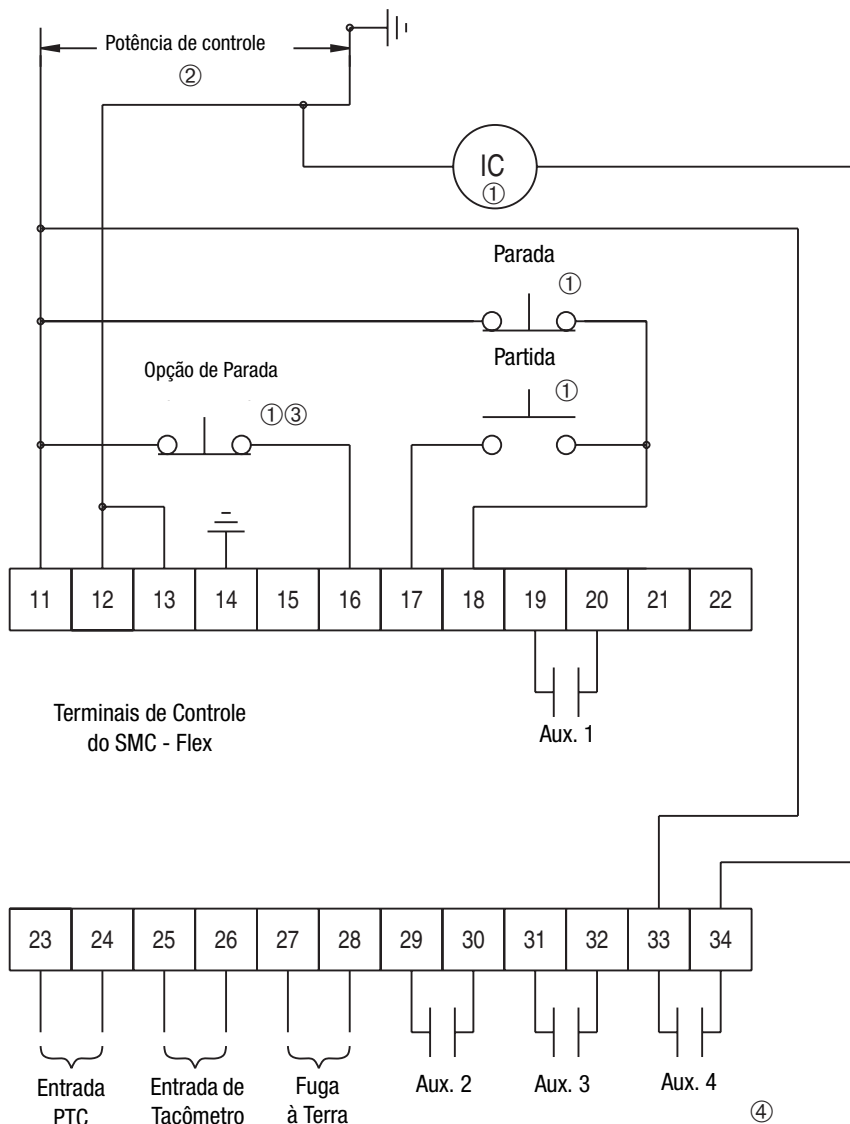 Potência de controle
②
IC
①
Parada
①
Partida
①
Opção de Parada
①③
11 12 13 14 15 16 17 18 19 20 21 22
Terminais de Controle
do SMC - Flex
Aux. 1
23 24 25 26 27 28 29 30 31 32 33 34
Entrada
PTC
Entrada de
Tacômetro
Fuga
à Terra
Aux. 2
Aux. 3
Aux. 4
④